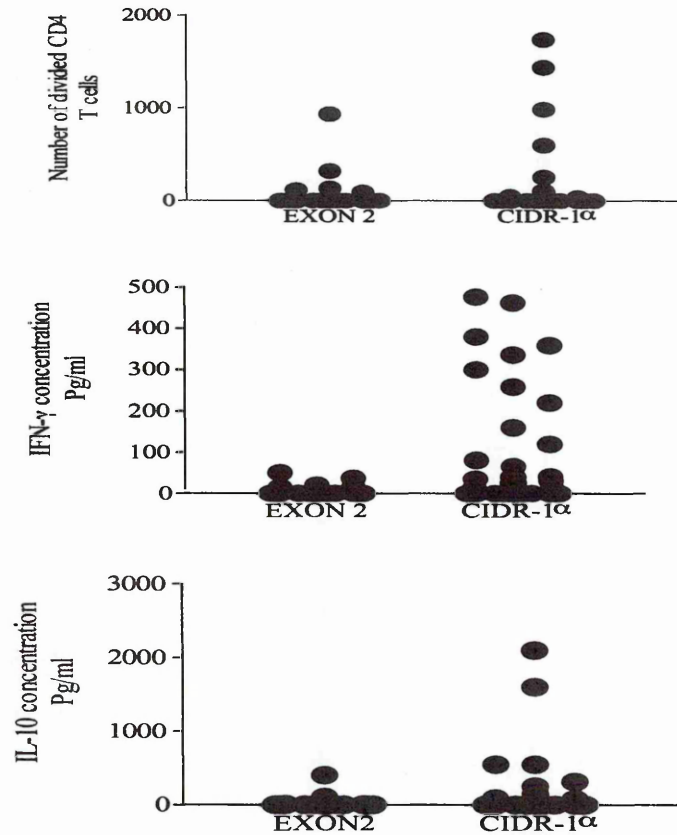 Number of divided CD4
T cells
2000
1000
0
EXON 2 CIDR-1α
IFN-γ concentration
Pg/ml
500
400
300
200
100
0
EXON 2 CIDR-1α
IL-10 concentration
Pg/ml
3000
2000
1000
0
EXON2 CIDR-1α